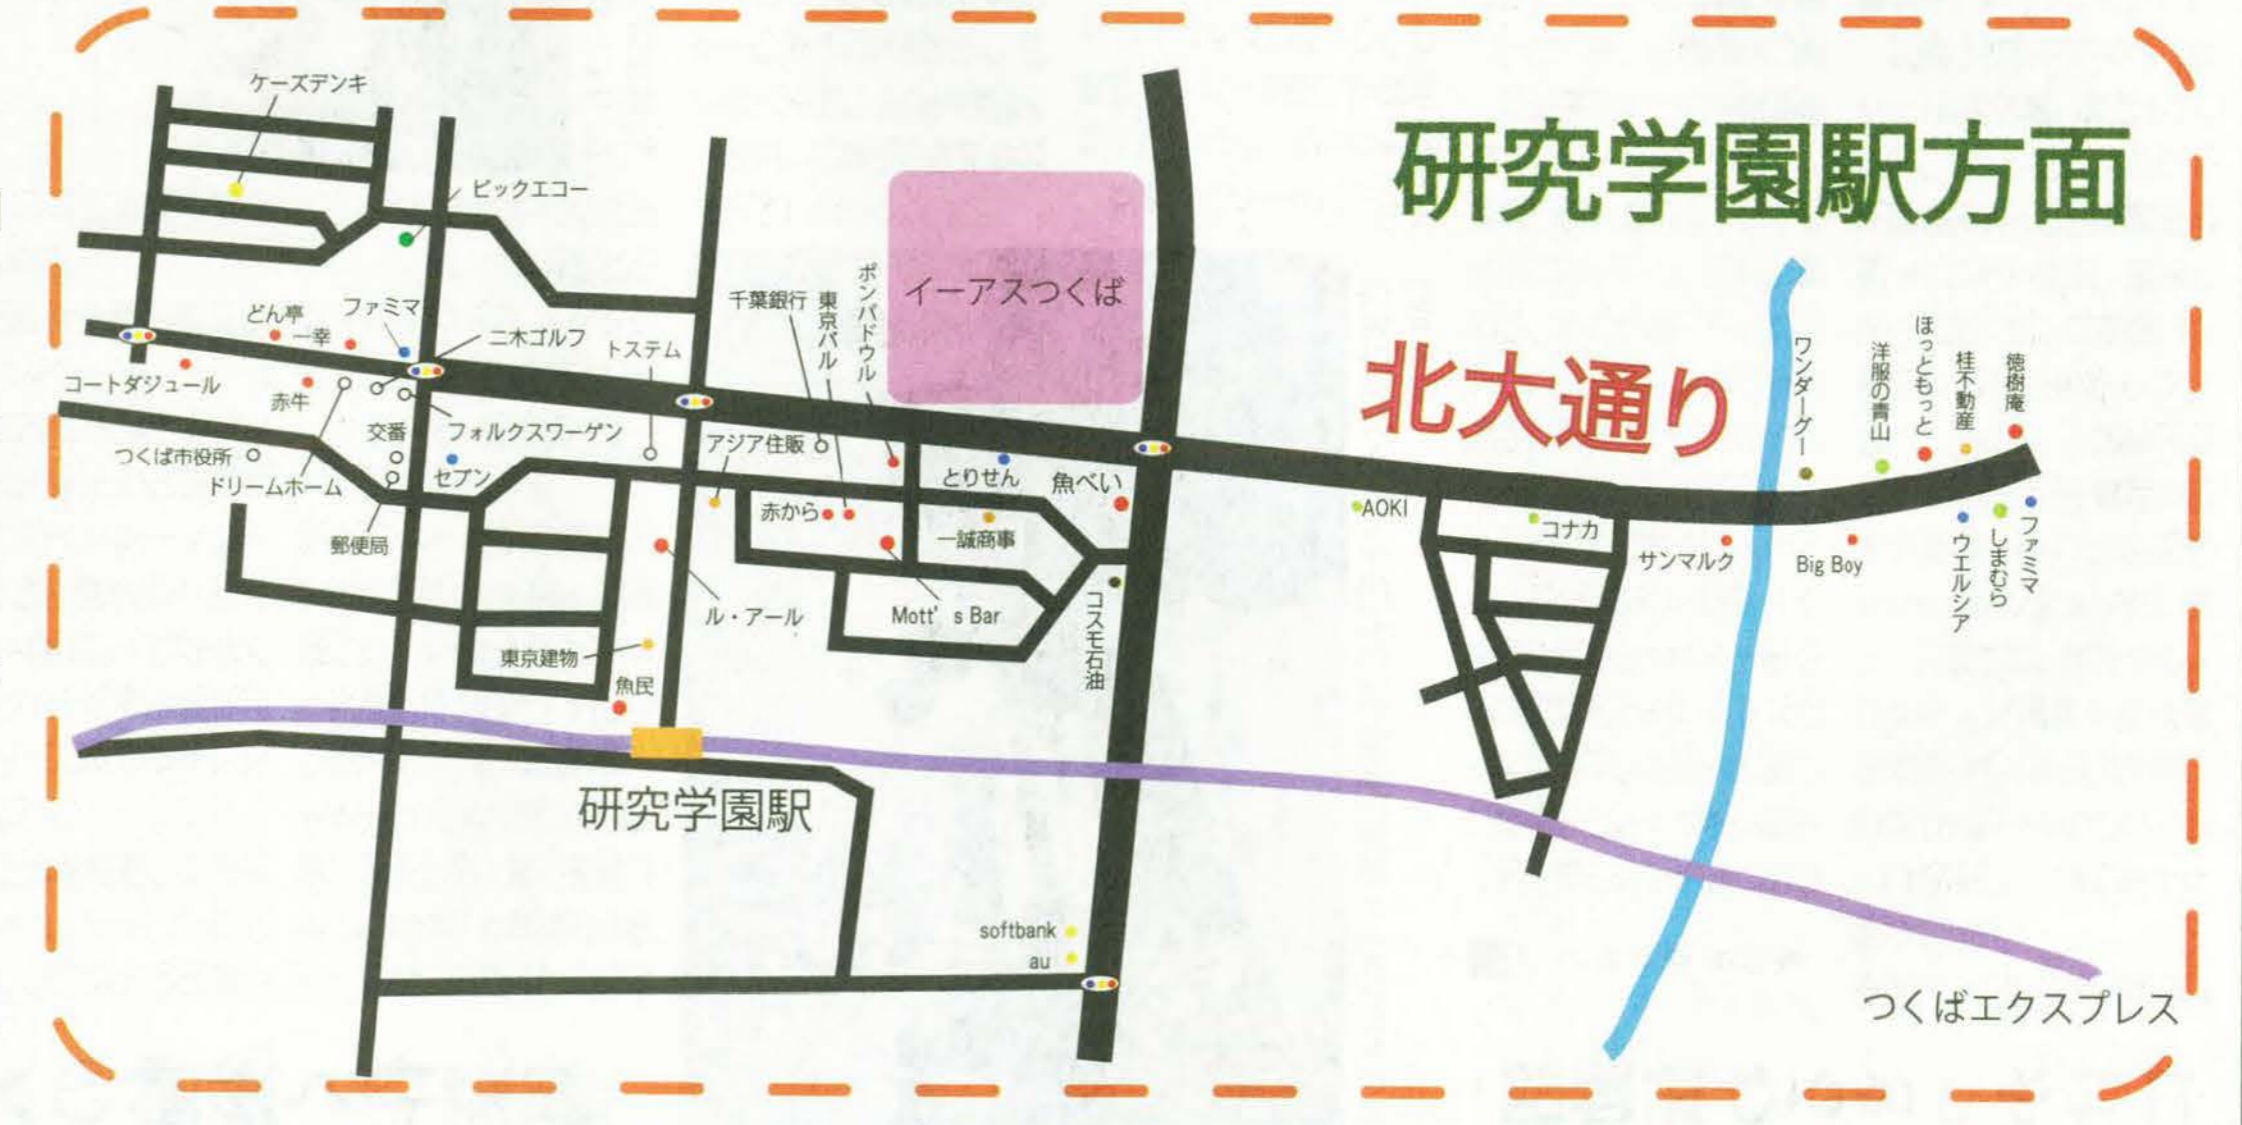 研究学園駅方面
ケーズデンキ
ビックエコー
イーアスつくば
ポンパドウル
東京バル
千葉銀行
どん亭
ファミマ
一幸
二木ゴルフ
トステム
北大通り
ワンダーグー
洋服の青山
ほっともっと
桂不動産
徳樹庵
コートダジュール
赤牛
交番
フォルクスワーゲン
アジア住販
つくば市役所
セブン
とりせん
魚べい
ドリームホーム
赤から
AOKI
郵便局
一誠商事
コナカ
サンマルク
Big Boy
ウエルシア
しまむら
ファミマ
ル・アール
Mott's Bar
コスモ石油
東京建物
魚民
研究学園駅
softbank
au
つくばエクスプレス